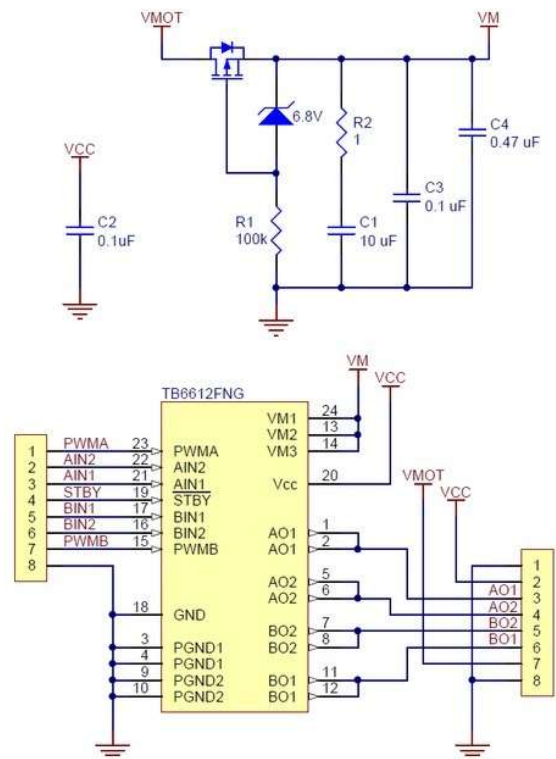 VMOT
VM
6.8V
R2
1
C4
0.47 uF
VCC
C2
0.1uF
R1
100k
C1
10 uF
C3
0.1 uF
VM
VCC
TB6612FNG
VM1 24
VM2 13
VM3 14
Vcc 20
VMOT
VCC
1 PWMA 23 PWMA
2 AIN2 22 AIN2
3 AIN1 21 AIN1
4 STBY 19 STBY
5 BIN1 17 BIN1
6 BIN2 16 BIN2
7 PWMB 15 PWMB
8
AO1 1
AO1 2
AO2 5
AO2 6
BO2 7
BO2 8
BO1 11
BO1 12
18 GND
3 PGND1
4 PGND1
9 PGND2
10 PGND2
1
2
AO1 3
AO2 4
BO2 5
BO1 6
7
8